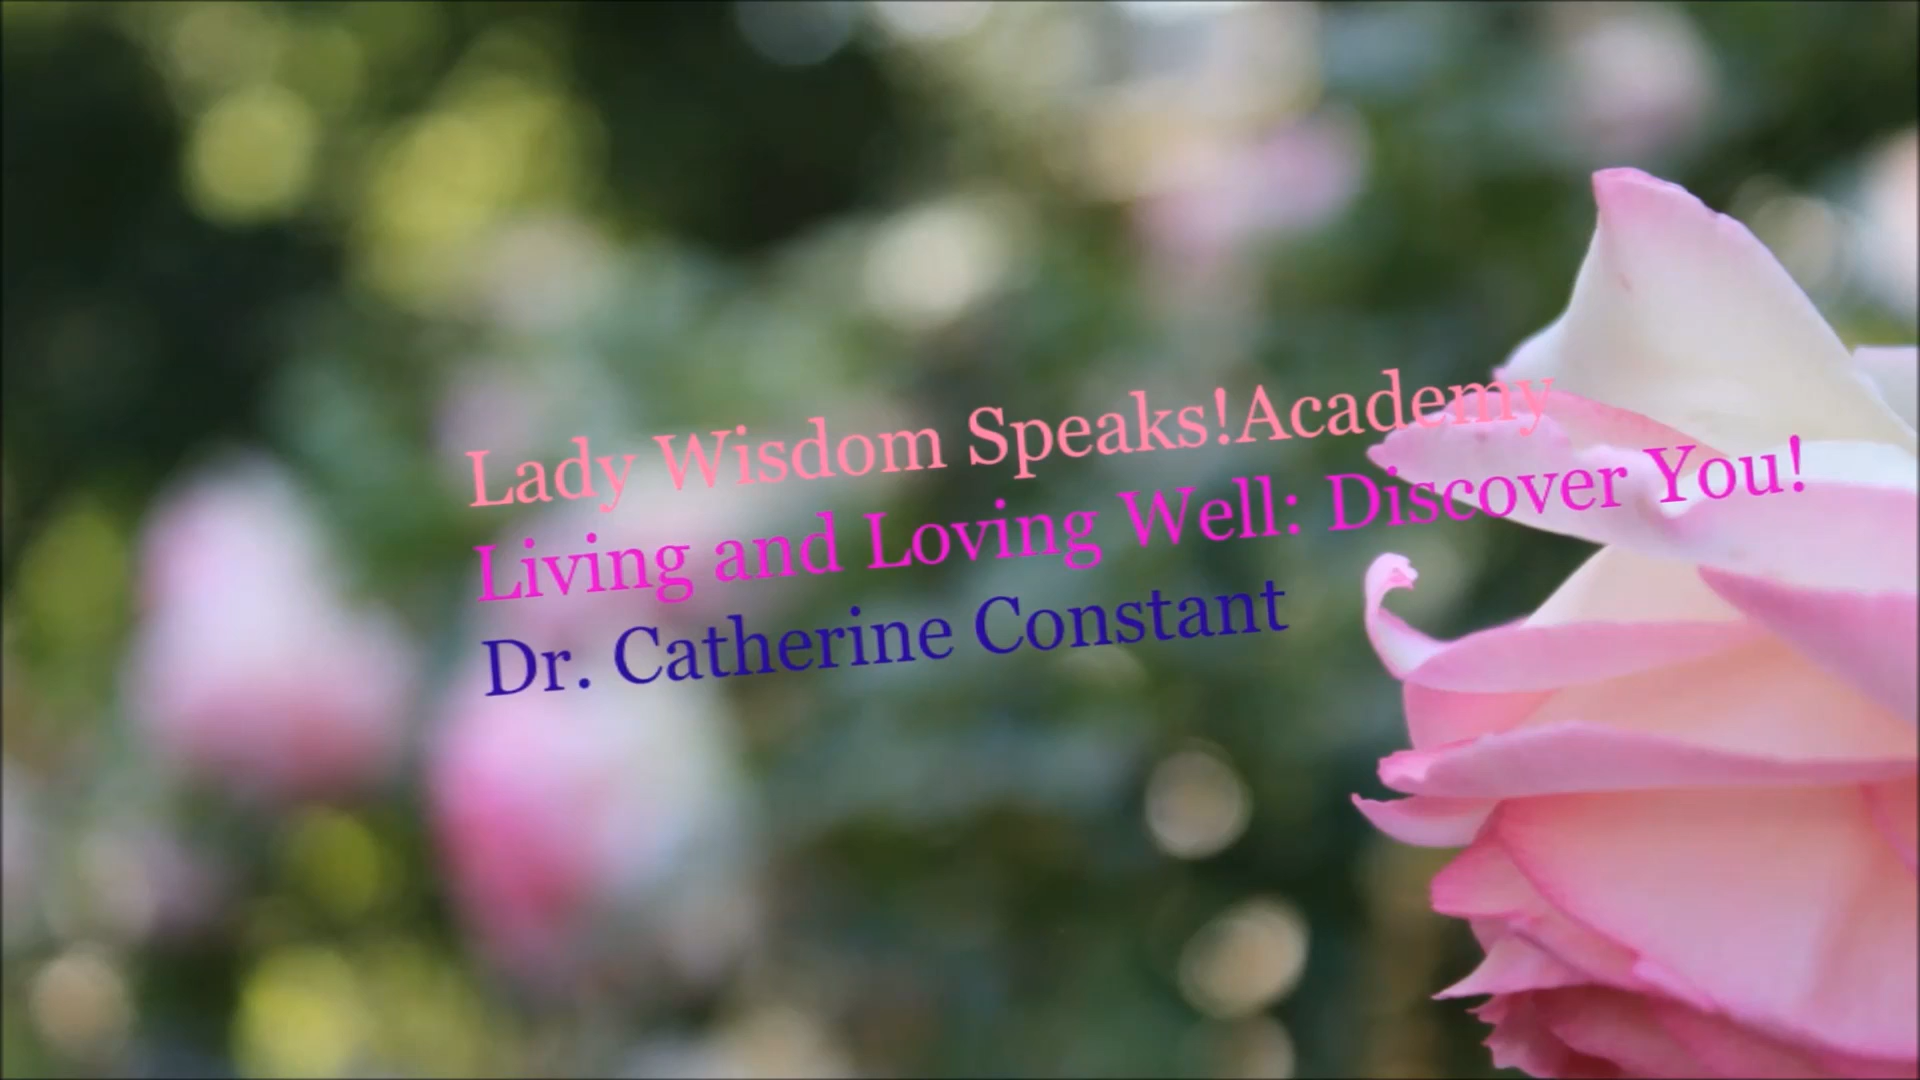 Lady Wisdom Speaks!Academy
Living and Loving Well: Discover You!
Dr. Catherine Constant